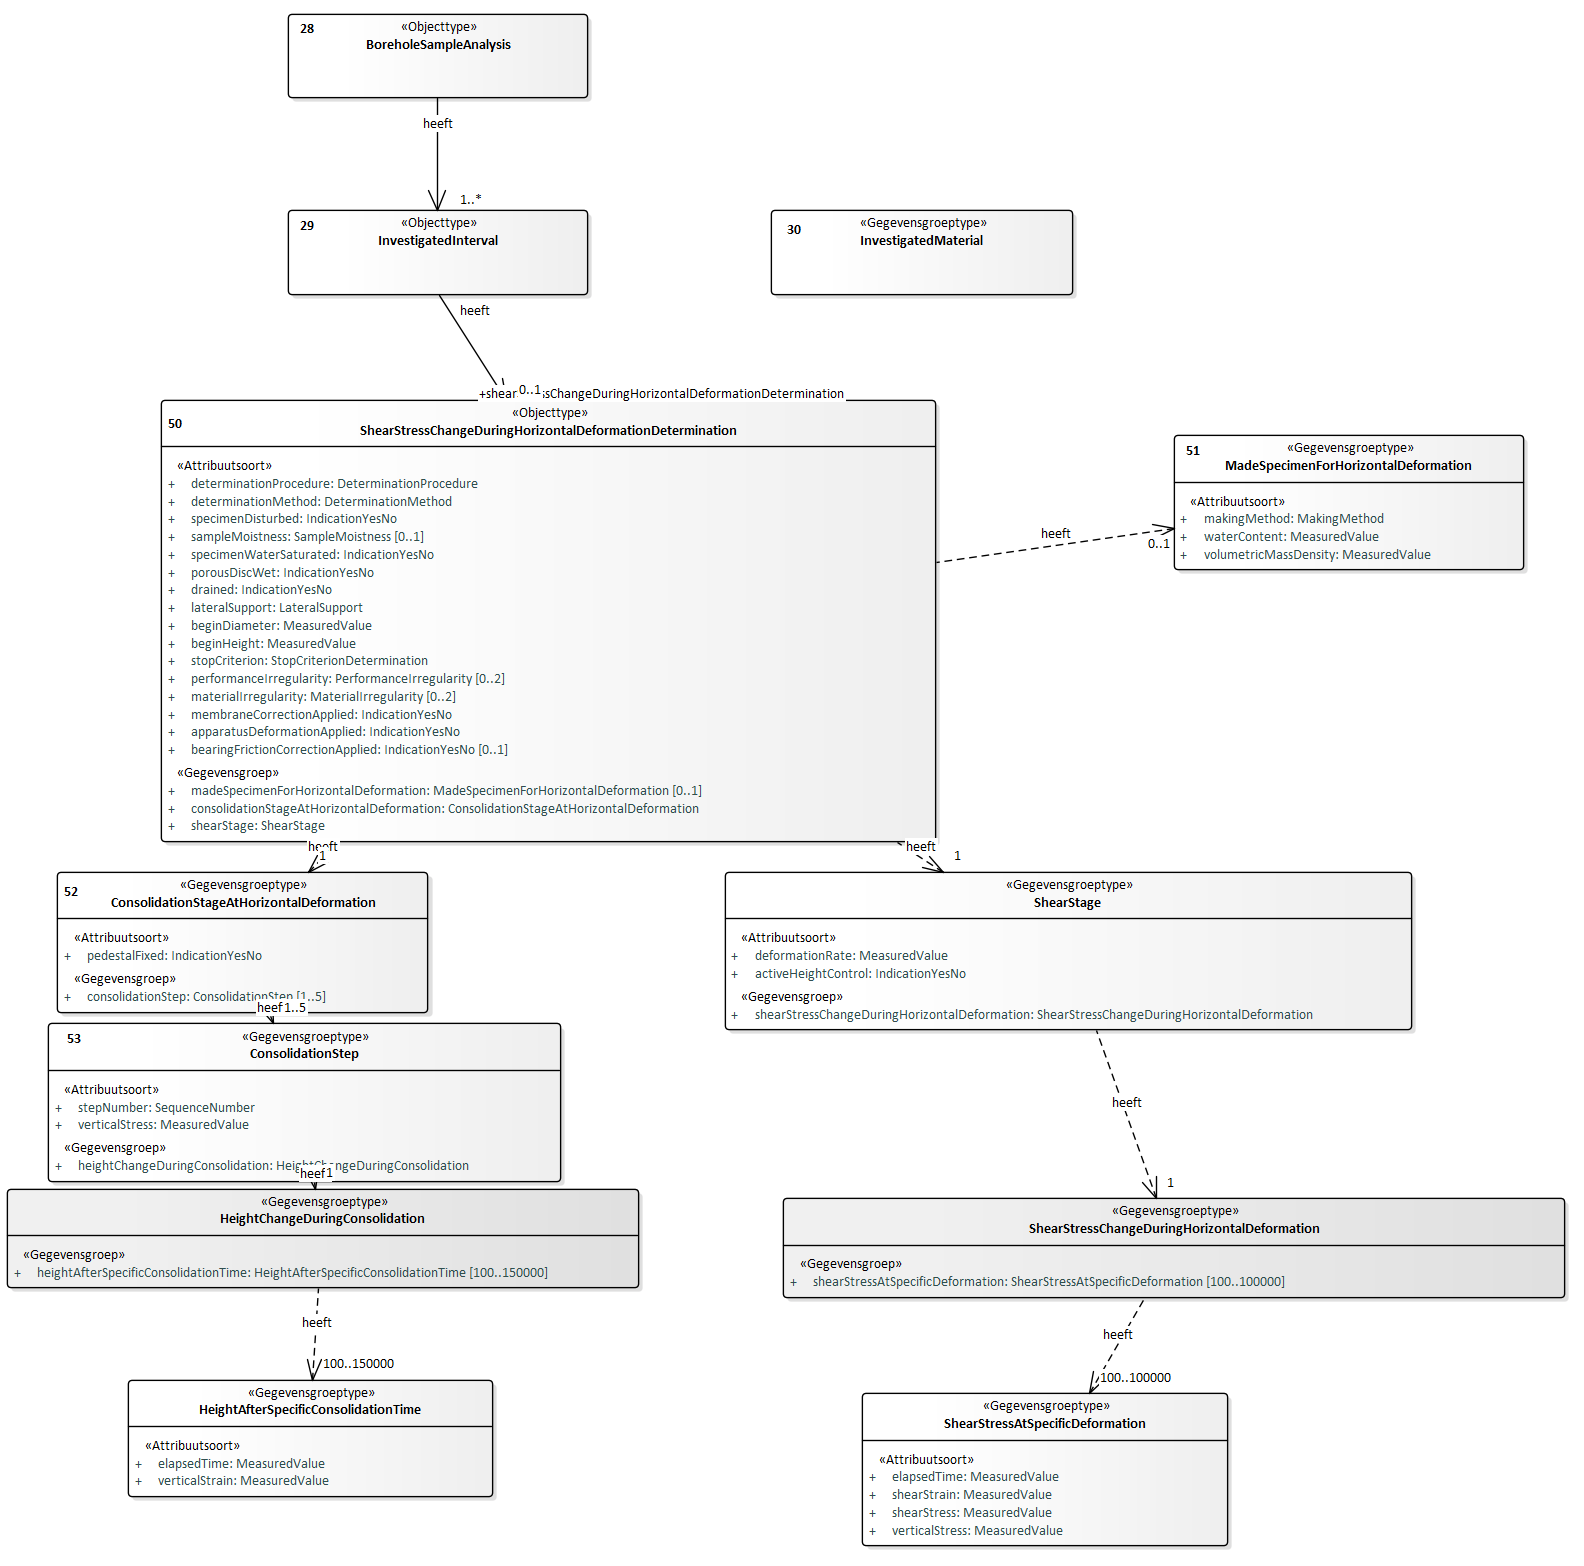 28
«Objecttype»
BoreholeSampleAnalysis
heeft
1..*
29
«Objecttype»
InvestigatedInterval
30
«Gegevensgroeptype»
InvestigatedMaterial
heeft
0..1
+shear sChangeDuringHorizontalDeformationDetermination
50
«Objecttype»
ShearStressChangeDuringHorizontalDeformationDetermination
«Attribuutsoort»
+ determinationProcedure: DeterminationProcedure
+ determinationMethod: DeterminationMethod
+ specimenDisturbed: IndicationYesNo
+ sampleMoistness: SampleMoistness [0..1]
+ specimenWaterSaturated: IndicationYesNo
+ porousDiscWet: IndicationYesNo
+ drained: IndicationYesNo
+ lateralSupport: LateralSupport
+ beginDiameter: MeasuredValue
+ beginHeight: MeasuredValue
+ stopCriterion: StopCriterionDetermination
+ performanceIrregularity: PerformanceIrregularity [0..2]
+ materialIrregularity: MaterialIrregularity [0..2]
+ membraneCorrectionApplied: IndicationYesNo
+ apparatusDeformationApplied: IndicationYesNo
+ bearingFrictionCorrectionApplied: IndicationYesNo [0..1]
«Gegevensgroep»
+ madeSpecimenForHorizontalDeformation: MadeSpecimenForHorizontalDeformation [0..1]
+ consolidationStageAtHorizontalDeformation: ConsolidationStageAtHorizontalDeformation
+ shearStage: ShearStage
heeft
0..1
51
«Gegevensgroeptype»
MadeSpecimenForHorizontalDeformation
«Attribuutsoort»
+ makingMethod: MakingMethod
+ waterContent: MeasuredValue
+ volumetricMassDensity: MeasuredValue
heeft
1
52
«Gegevensgroeptype»
ConsolidationStageAtHorizontalDeformation
«Attribuutsoort»
+ pedestalFixed: IndicationYesNo
«Gegevensgroep»
+ consolidationStep: ConsolidationStep [1..5]
heef 1..5
53
«Gegevensgroeptype»
ConsolidationStep
«Attribuutsoort»
+ stepNumber: SequenceNumber
+ verticalStress: MeasuredValue
«Gegevensgroep»
+ heightChangeDuringConsolidation: HeightChangeDuringConsolidation
heef 1
«Gegevensgroeptype»
HeightChangeDuringConsolidation
«Gegevensgroep»
+ heightAfterSpecificConsolidationTime: HeightAfterSpecificConsolidationTime [100..150000]
heeft
100..150000
«Gegevensgroeptype»
HeightAfterSpecificConsolidationTime
«Attribuutsoort»
+ elapsedTime: MeasuredValue
+ verticalStrain: MeasuredValue
heeft
1
«Gegevensgroeptype»
ShearStage
«Attribuutsoort»
+ deformationRate: MeasuredValue
+ activeHeightControl: IndicationYesNo
«Gegevensgroep»
+ shearStressChangeDuringHorizontalDeformation: ShearStressChangeDuringHorizontalDeformation
heeft
1
«Gegevensgroeptype»
ShearStressChangeDuringHorizontalDeformation
«Gegevensgroep»
+ shearStressAtSpecificDeformation: ShearStressAtSpecificDeformation [100..100000]
heeft
100..100000
«Gegevensgroeptype»
ShearStressAtSpecificDeformation
«Attribuutsoort»
+ elapsedTime: MeasuredValue
+ shearStrain: MeasuredValue
+ shearStress: MeasuredValue
+ verticalStress: MeasuredValue